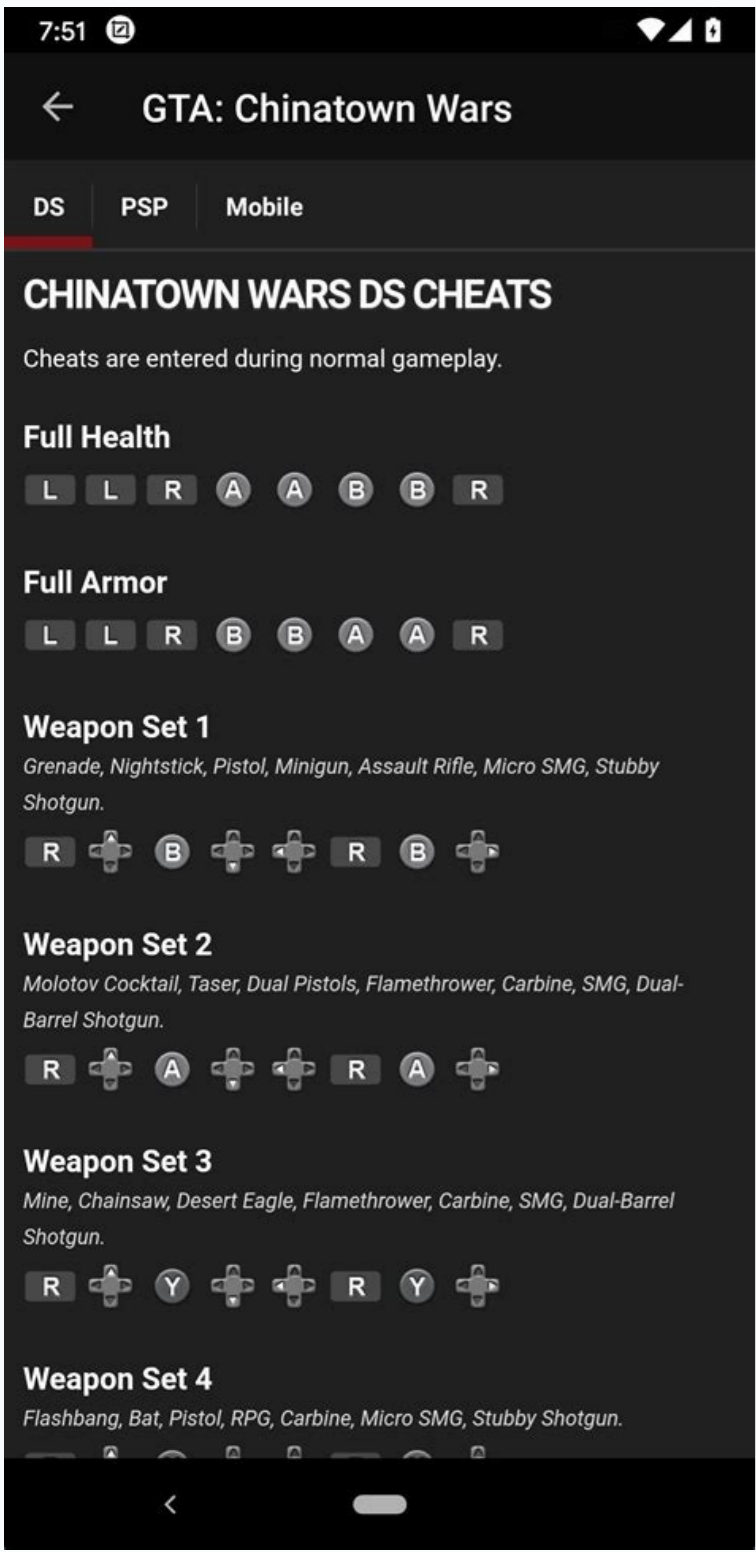 7:51
GTA: Chinatown Wars
DS PSP Mobile
CHINATOWN WARS DS CHEATS
Cheats are entered during normal gameplay.
Full Health
L L R A A B B R
Full Armor
L L R B B A A R
Weapon Set 1
Grenade, Nightstick, Pistol, Minigun, Assault Rifle, Micro SMG, Stubby
Shotgun.
R B R B
Weapon Set 2
Molotov Cocktail, Taser, Dual Pistols, Flamethrower, Carbine, SMG, Dual-
Barrel Shotgun.
R A R A
Weapon Set 3
Mine, Chainsaw, Desert Eagle, Flamethrower, Carbine, SMG, Dual-Barrel
Shotgun.
R Y R Y
Weapon Set 4
Flashbang, Bat, Pistol, RPG, Carbine, Micro SMG, Stubby Shotgun.